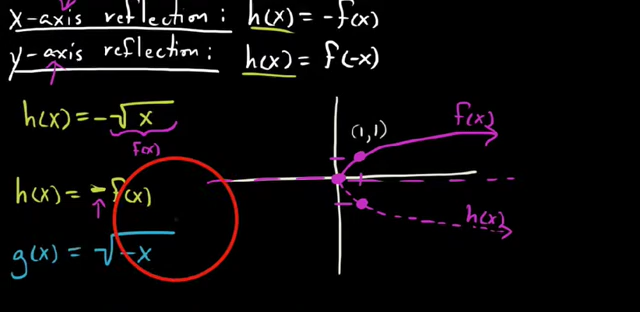 x-axis reflection: h(x) = -f(x)
y-axis reflection: h(x) = f(-x)
h(x) = -√x
f(x)
h(x) = -f(x)
g(x) = √-x
(1,1)
f(x)
h(x)